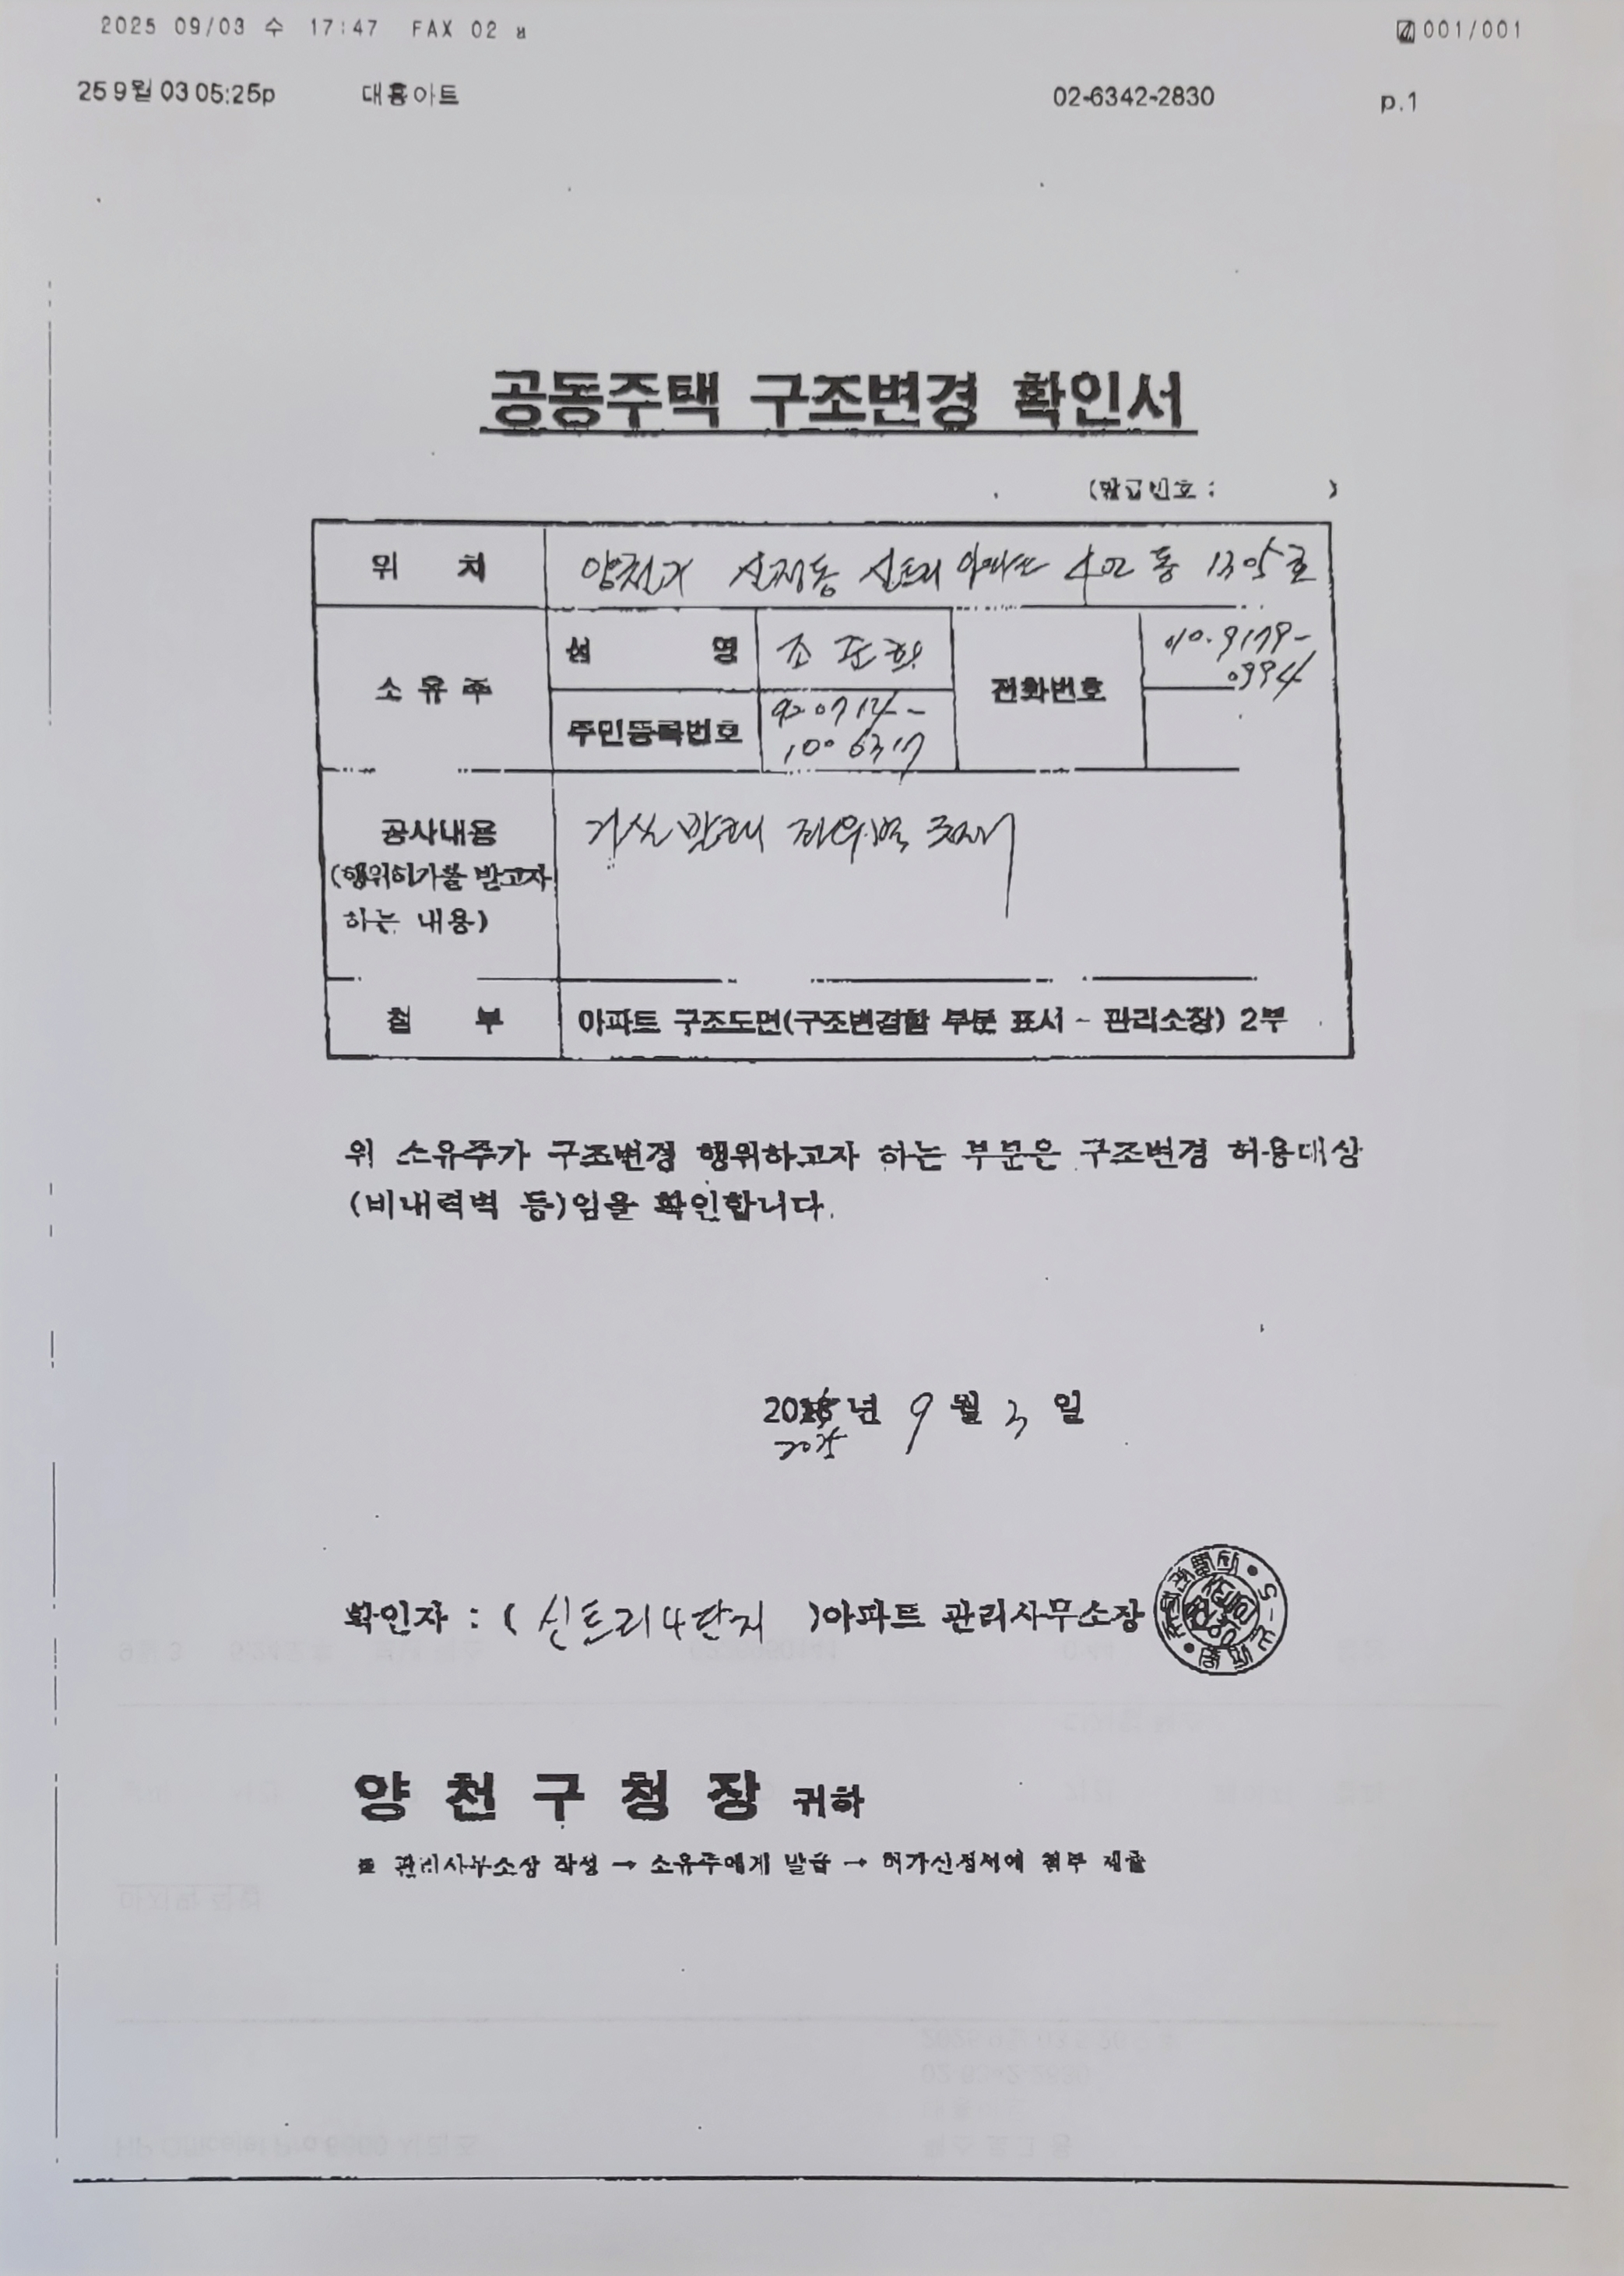 2025 09/03 수 17:47 FAX 02
001/001
25 9월 03 05:25p 대흥아트 02-6342-2830 p.1
공동주택 구조변경 확인서
(발급번호 : )
위 치 양천구 신정동 신트리 아파트 402동 1305호
소유주
성 명 조준희
전화번호 010-9179-
0994
주민등록번호 920714-
1006317
공사내용
(행위허가를 받고자
하는 내용)
거실 발코니
첨 부 아파트 구조도면(구조변경할 부분 표시 - 관리소장) 2부
위 소유주가 구조변경 행위하고자 하는 부분은 구조변경 허용대상
(비내력벽 등)임을 확인합니다.
년 9 월 3 일
2025
확인자 : ( 신트리4단지 )아파트 관리사무소장
양 천 구 청 장 귀하
※ 관리사무소장 작성 → 소유주에게 발급 → 허가신청서에 첨부 제출